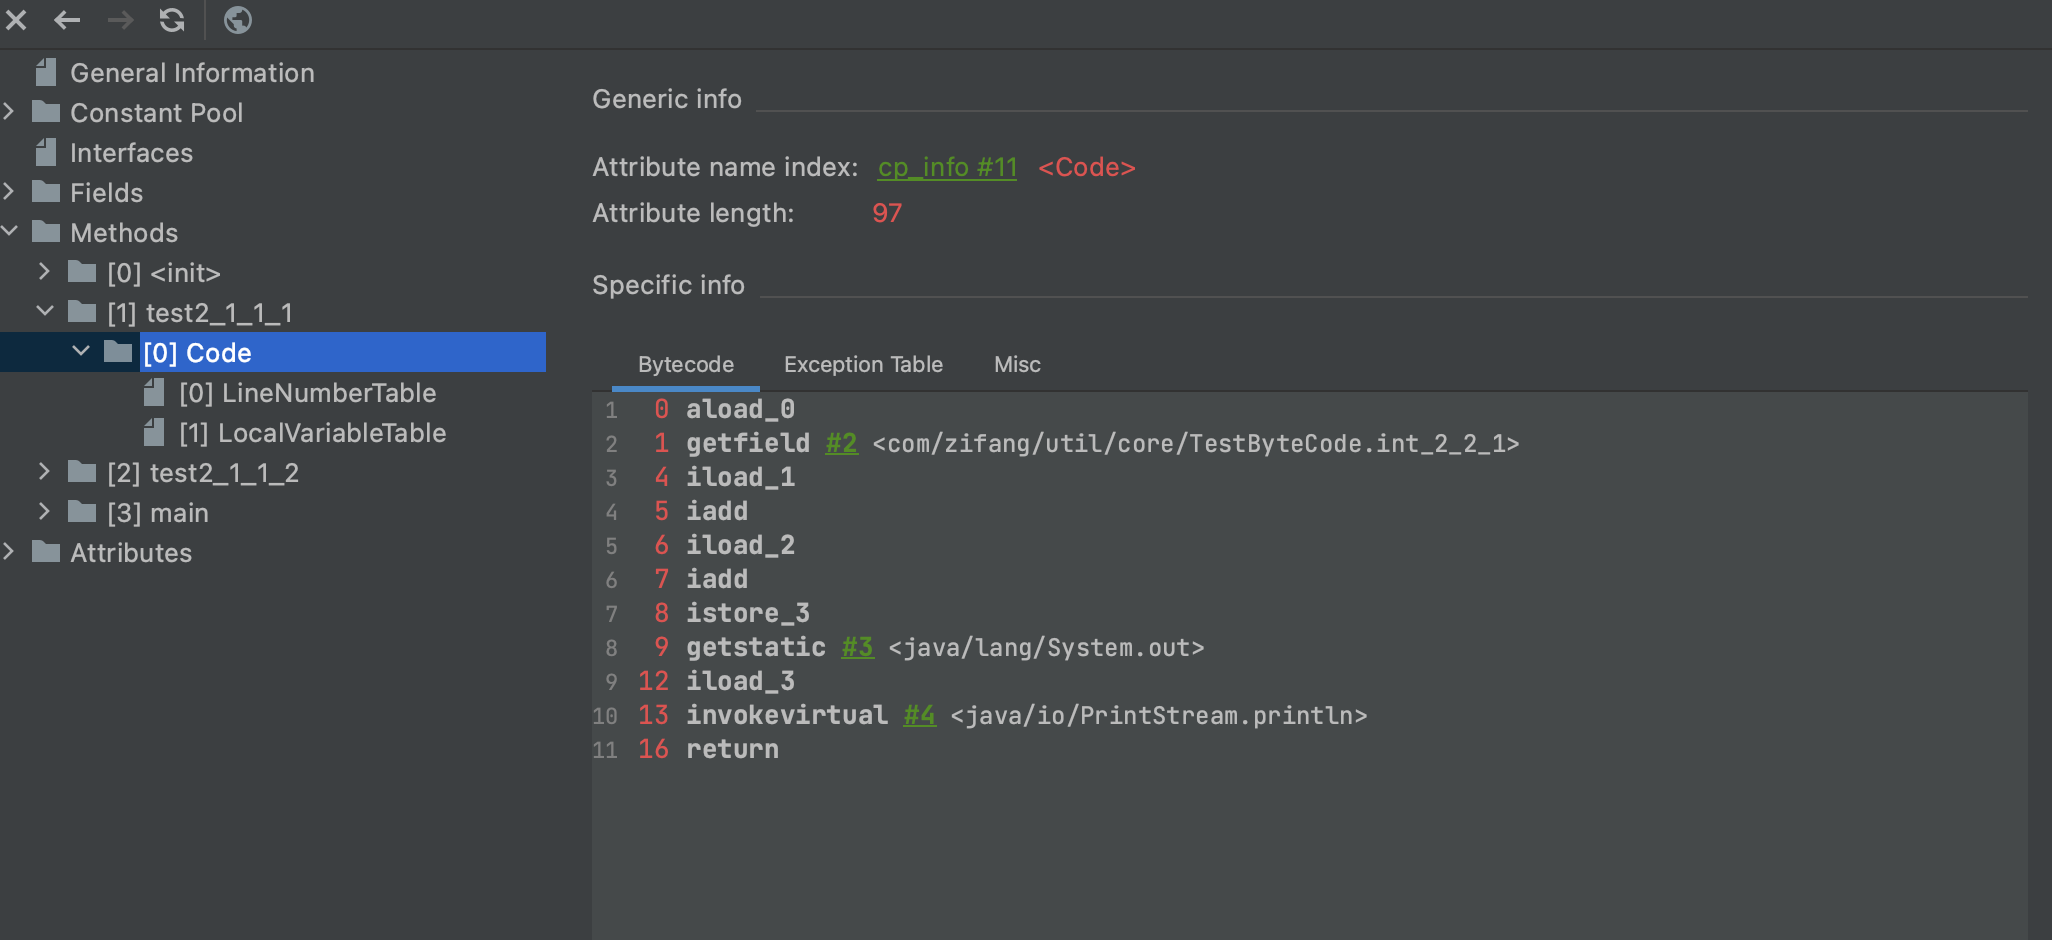 General Information
Constant Pool
Interfaces
Fields
Methods
[0] <init>
[1] test2_1_1_1
[0] Code
[0] LineNumberTable
[1] LocalVariableTable
[2] test2_1_1_2
[3] main
Attributes
Generic info
Attribute name index: cp_info #11 <Code>
Attribute length: 97
Specific info
Bytecode Exception Table Misc
1 0 aload_0
2 1 getfield #2 <com/zifang/util/core/TestByteCode.int_2_2_1>
3 4 iload_1
4 5 iadd
5 6 iload_2
6 7 iadd
7 8 istore_3
8 9 getstatic #3 <java/lang/System.out>
9 12 iload_3
10 13 invokevirtual #4 <java/io/PrintStream.println>
11 16 return